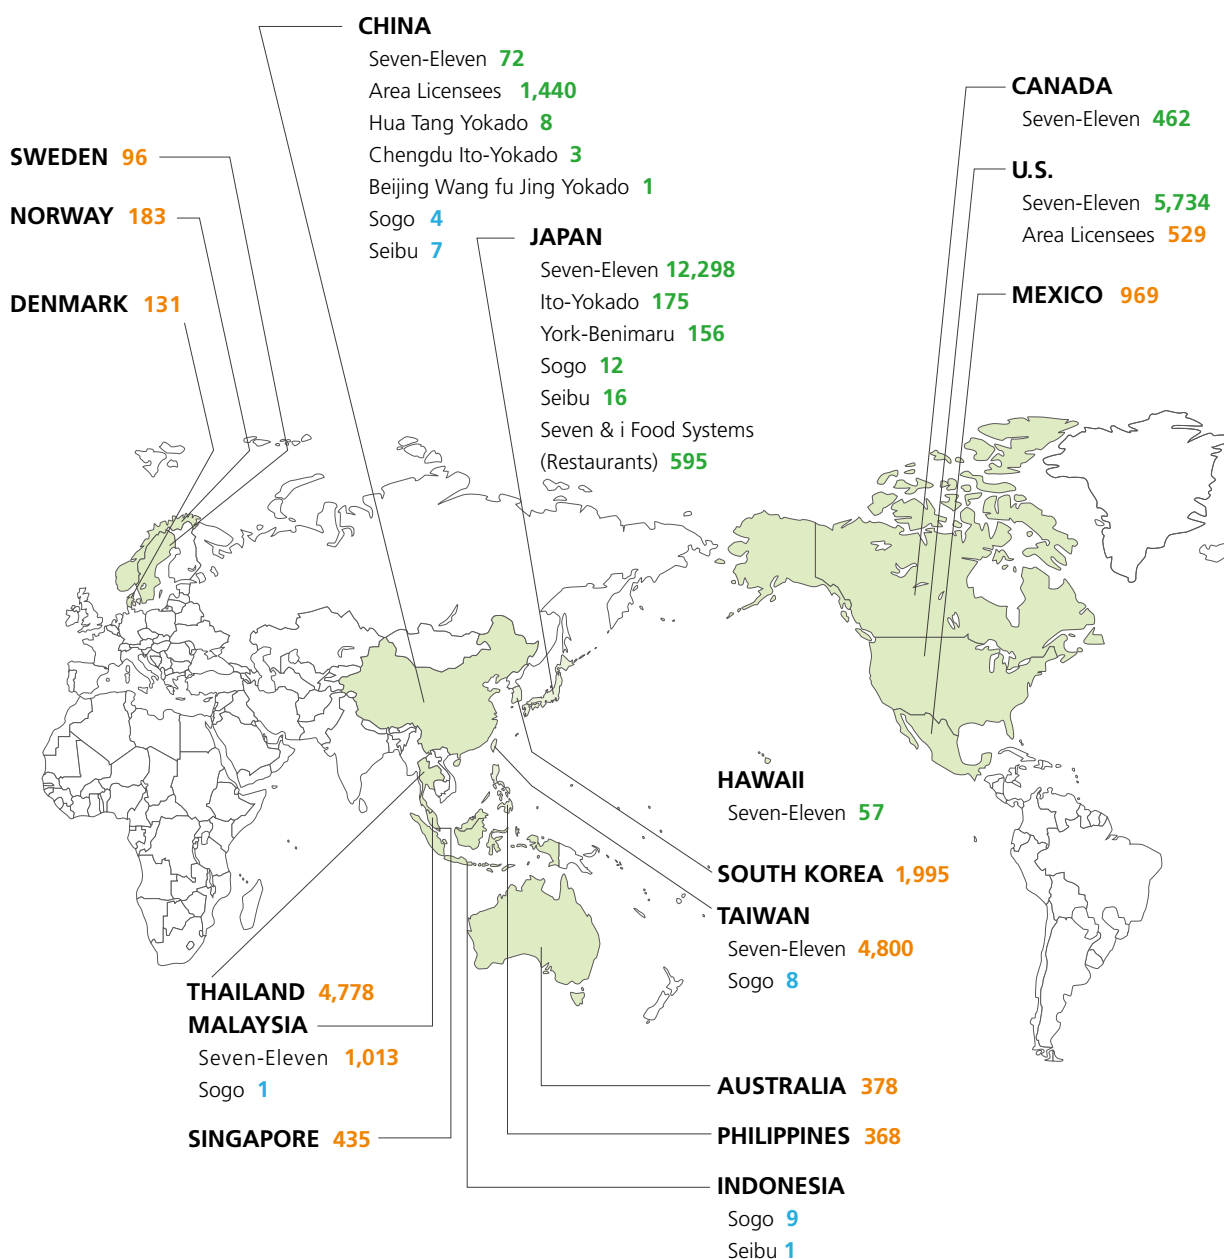 CHINA
Seven-Eleven 72
Area Licensees 1,440
Hua Tang Yokado 8
Chengdu Ito-Yokado 3
Beijing Wang fu Jing Yokado 1
Sogo 4
Seibu 7
SWEDEN 96
NORWAY 183
DENMARK 131
JAPAN
Seven-Eleven 12,298
Ito-Yokado 175
York-Benimaru 156
Sogo 12
Seibu 16
Seven & i Food Systems
(Restaurants) 595
CANADA
Seven-Eleven 462
U.S.
Seven-Eleven 5,734
Area Licensees 529
MEXICO 969
HAWAII
Seven-Eleven 57
SOUTH KOREA 1,995
TAIWAN
Seven-Eleven 4,800
Sogo 8
THAILAND 4,778
MALAYSIA
Seven-Eleven 1,013
Sogo 1
SINGAPORE 435
AUSTRALIA 378
PHILIPPINES 368
INDONESIA
Sogo 9
Seibu 1